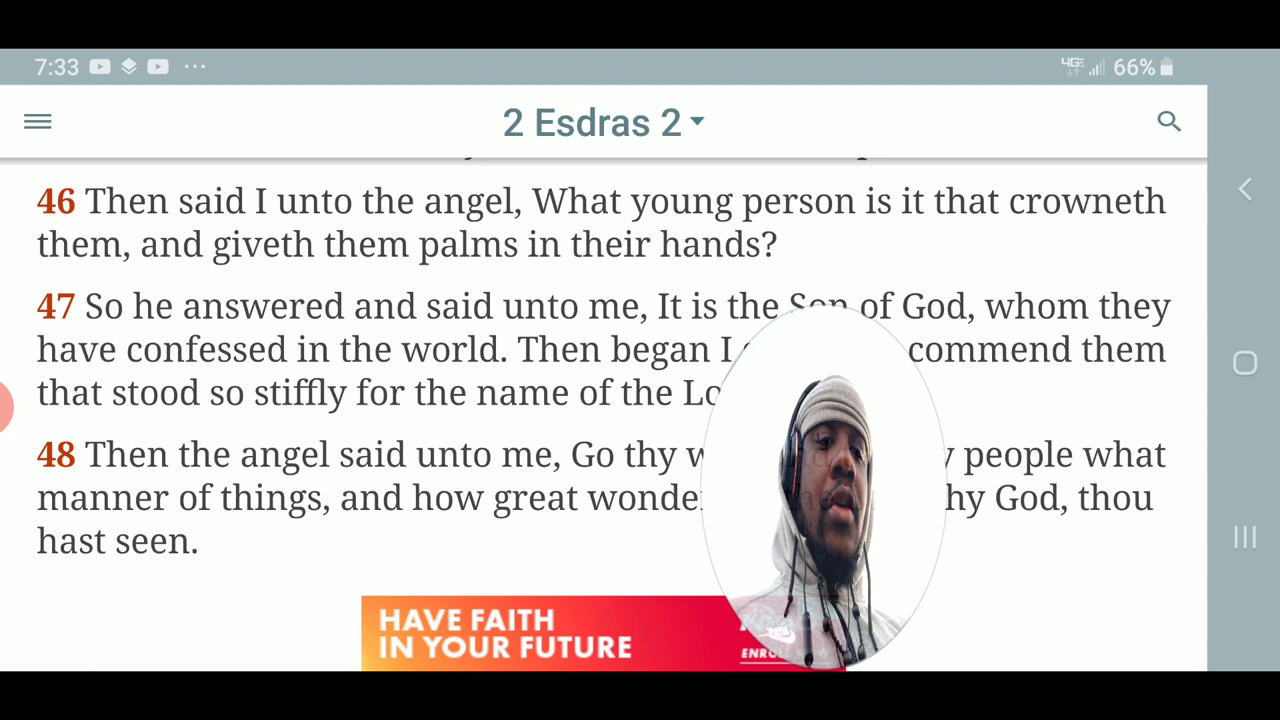 7:33 66%
2 Esdras 2
46 Then said I unto the angel, What young person is it that crowneth
them, and giveth them palms in their hands?
47 So he answered and said unto me, It is the Son of God, whom they
have confessed in the world. Then began I commend them
that stood so stiffly for the name of the
48 Then the angel said unto me, Go thy people what
manner of things, and how great God, thou
hast seen.
HAVE FAITH
IN YOUR FUTURE